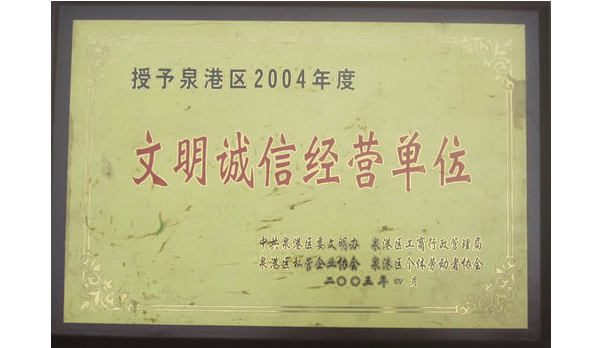 授予泉港区2004年度
文明诚信经营单位
中共泉港区委文明办 泉港区工商行政管理局
泉港区私营企业协会 泉港区个体劳动者协会
二〇〇五年四月